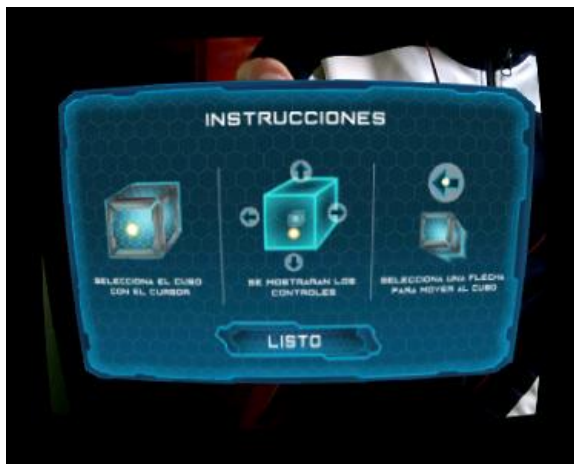 INSTRUCCIONES
SELECCIONA EL CUBO
CON EL CURSOR
SE MOSTRARAN LOS
CONTROLES
SELECCIONA UNA FLECHA
PARA MOVER AL CUBO
LISTO